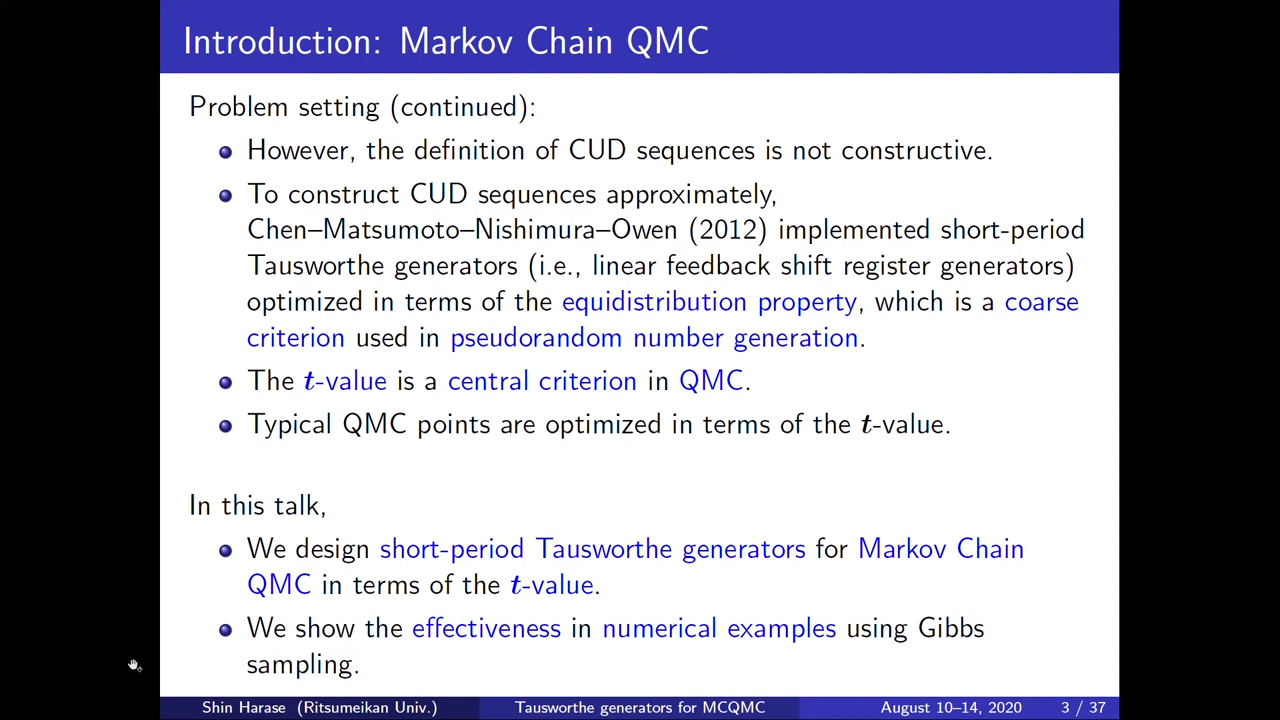 Introduction: Markov Chain QMC
Problem setting (continued):
However, the definition of CUD sequences is not constructive.
To construct CUD sequences approximately,
Chen–Matsumoto–Nishimura–Owen (2012) implemented short-period
Tausworthe generators (i.e., linear feedback shift register generators)
optimized in terms of the equidistribution property, which is a coarse
criterion used in pseudorandom number generation.
The t-value is a central criterion in QMC.
Typical QMC points are optimized in terms of the t-value.
In this talk,
We design short-period Tausworthe generators for Markov Chain
QMC in terms of the t-value.
We show the effectiveness in numerical examples using Gibbs
sampling.
Shin Harase (Ritsumeikan Univ.) Tausworthe generators for MCQMC August 10–14, 2020 3 / 37